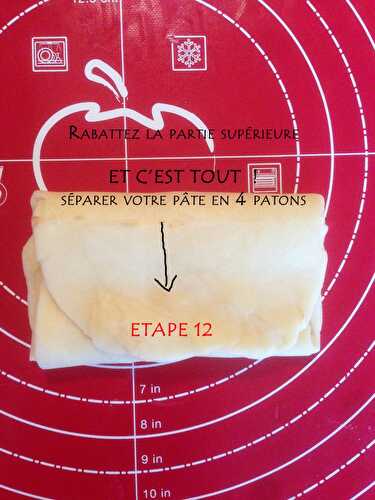 Rabattez la partie supérieure
ET C'EST TOUT !
séparer votre pâte en 4 patons
ETAPE 12
7 in
8 in
9 in
10 in